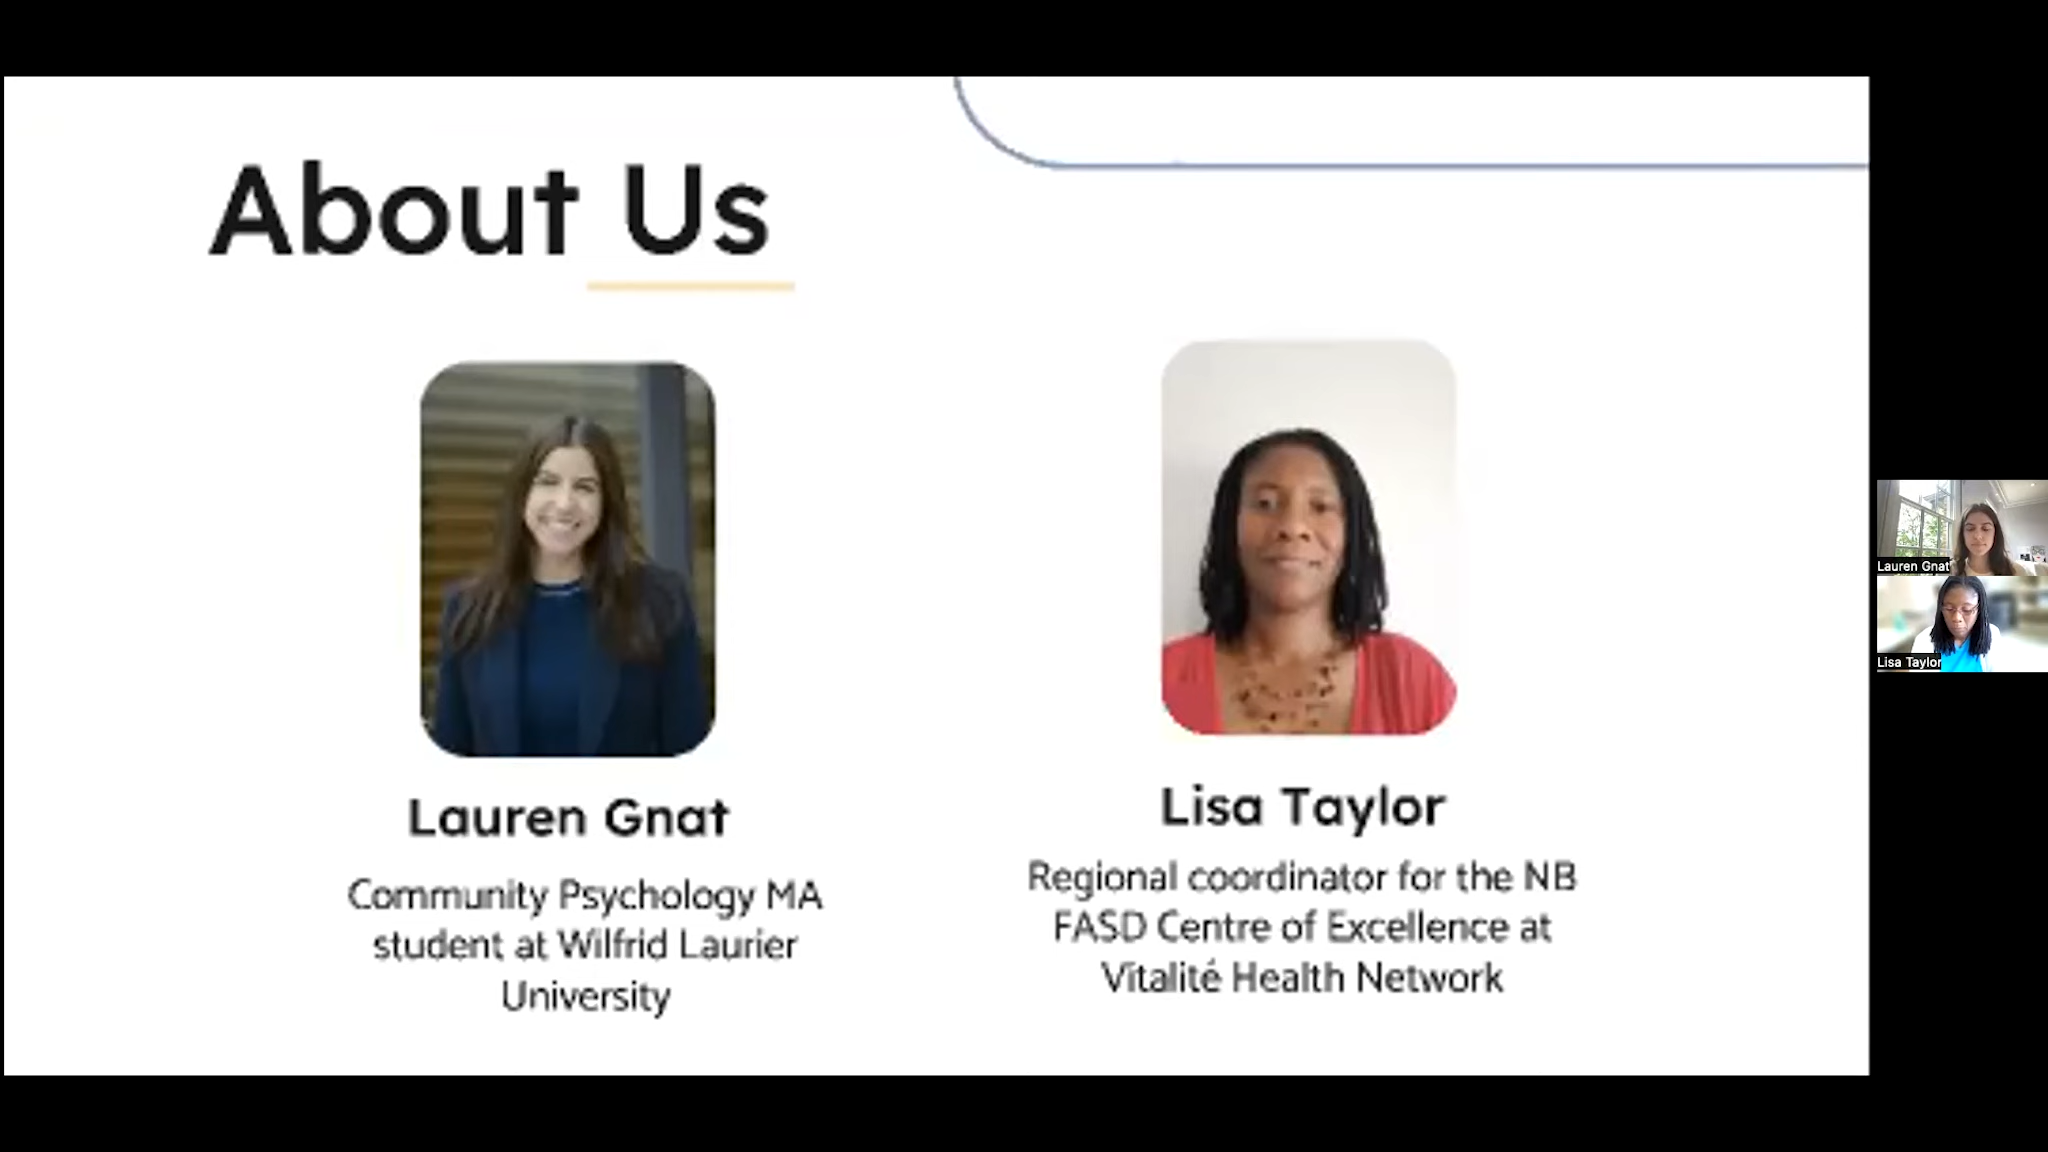 About Us
Lauren Gnat
Community Psychology MA
student at Wilfrid Laurier
University
Lisa Taylor
Regional coordinator for the NB
FASD Centre of Excellence at
Vitalité Health Network
Lauren Gnat
Lisa Taylor